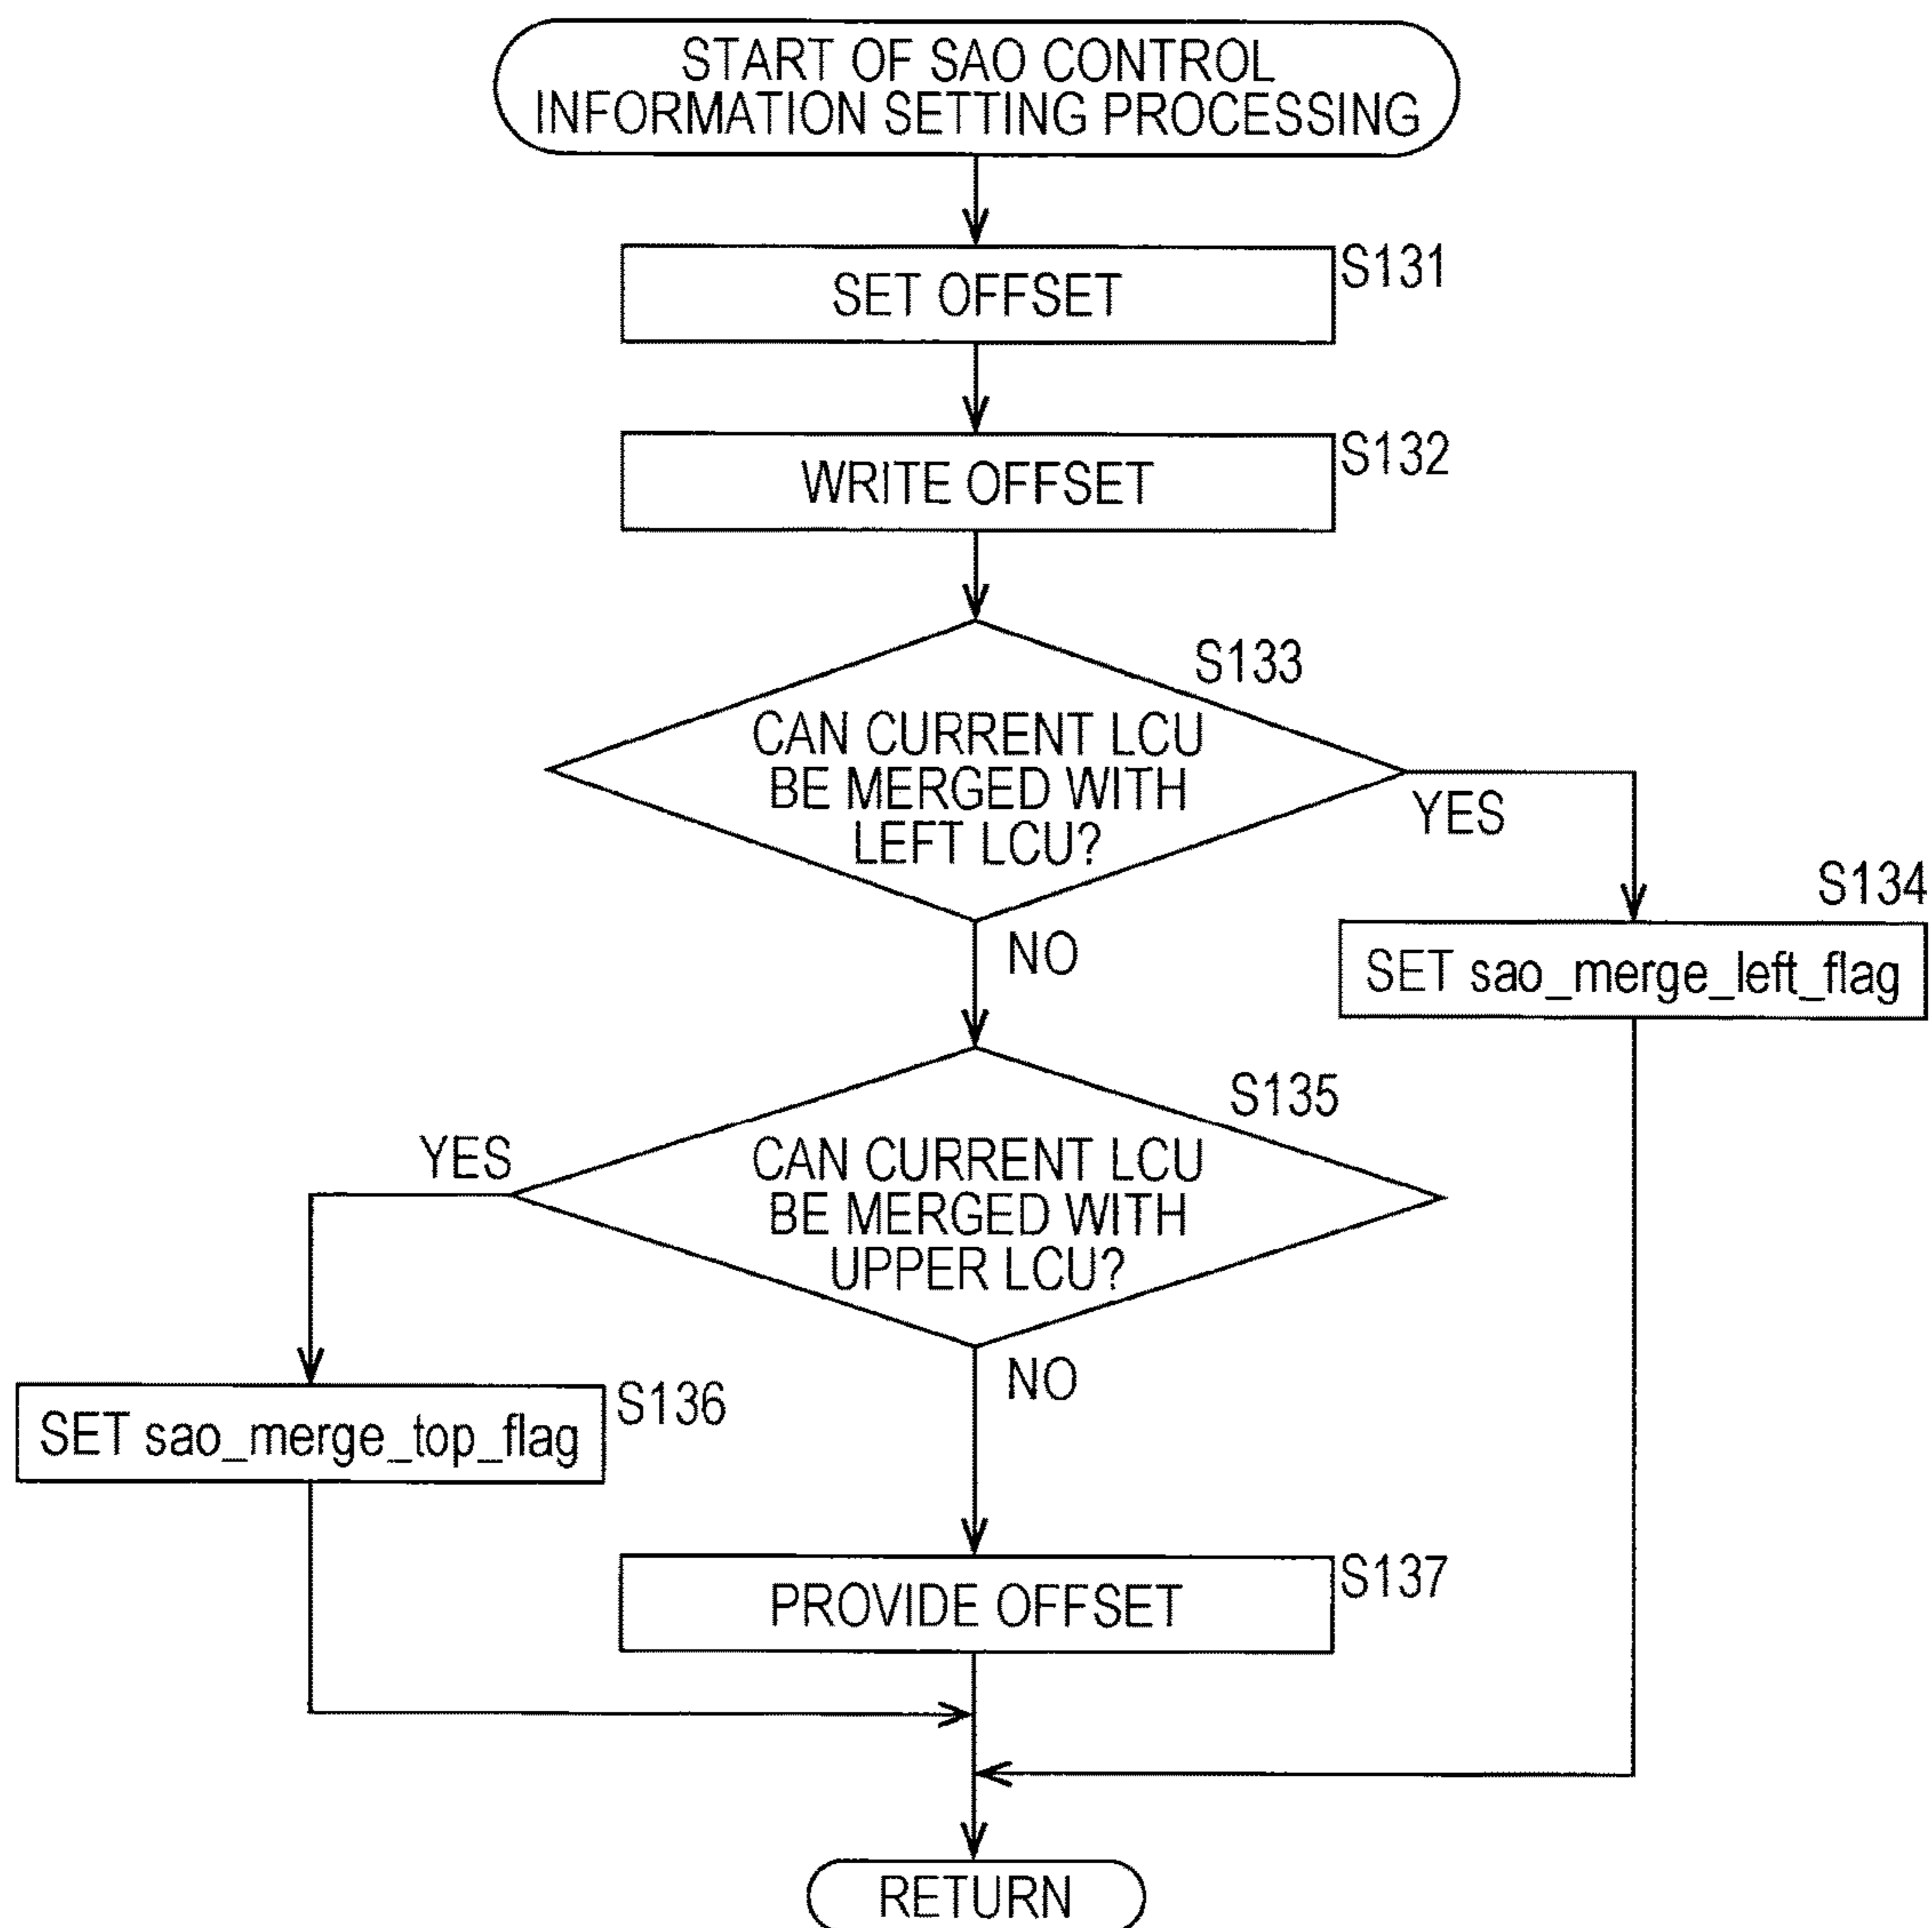 START OF SAO CONTROL
INFORMATION SETTING PROCESSING
SET OFFSET
S131
WRITE OFFSET
S132
S133
CAN CURRENT LCU
BE MERGED WITH
LEFT LCU?
YES
NO
S134
SET sao_merge_left_flag
S135
YES
CAN CURRENT LCU
BE MERGED WITH
UPPER LCU?
NO
SET sao_merge_top_flag
S136
PROVIDE OFFSET
S137
RETURN